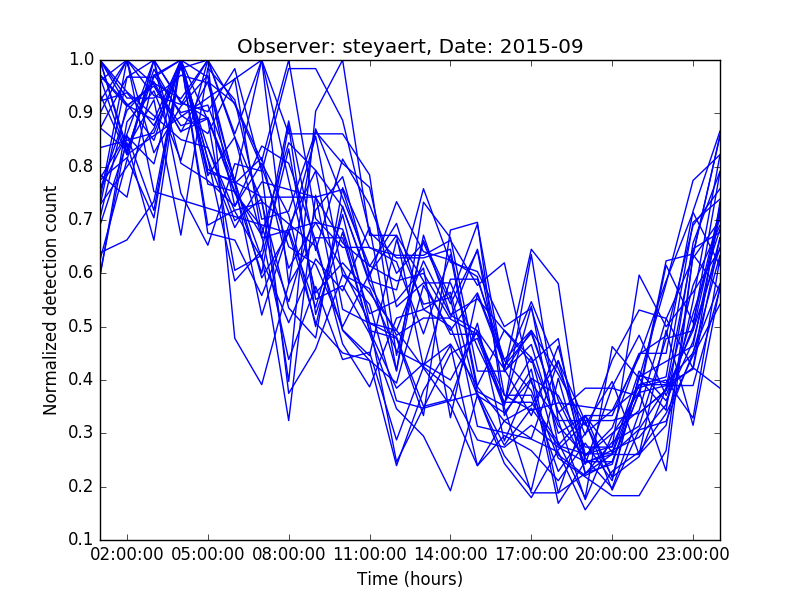 Observer: steyaert, Date: 2015-09
1.0
0.9
0.8
0.7
0.6
0.5
0.4
0.3
0.2
0.1
Normalized detection count
02:00:00 05:00:00 08:00:00 11:00:00 14:00:00 17:00:00 20:00:00 23:00:00
Time (hours)